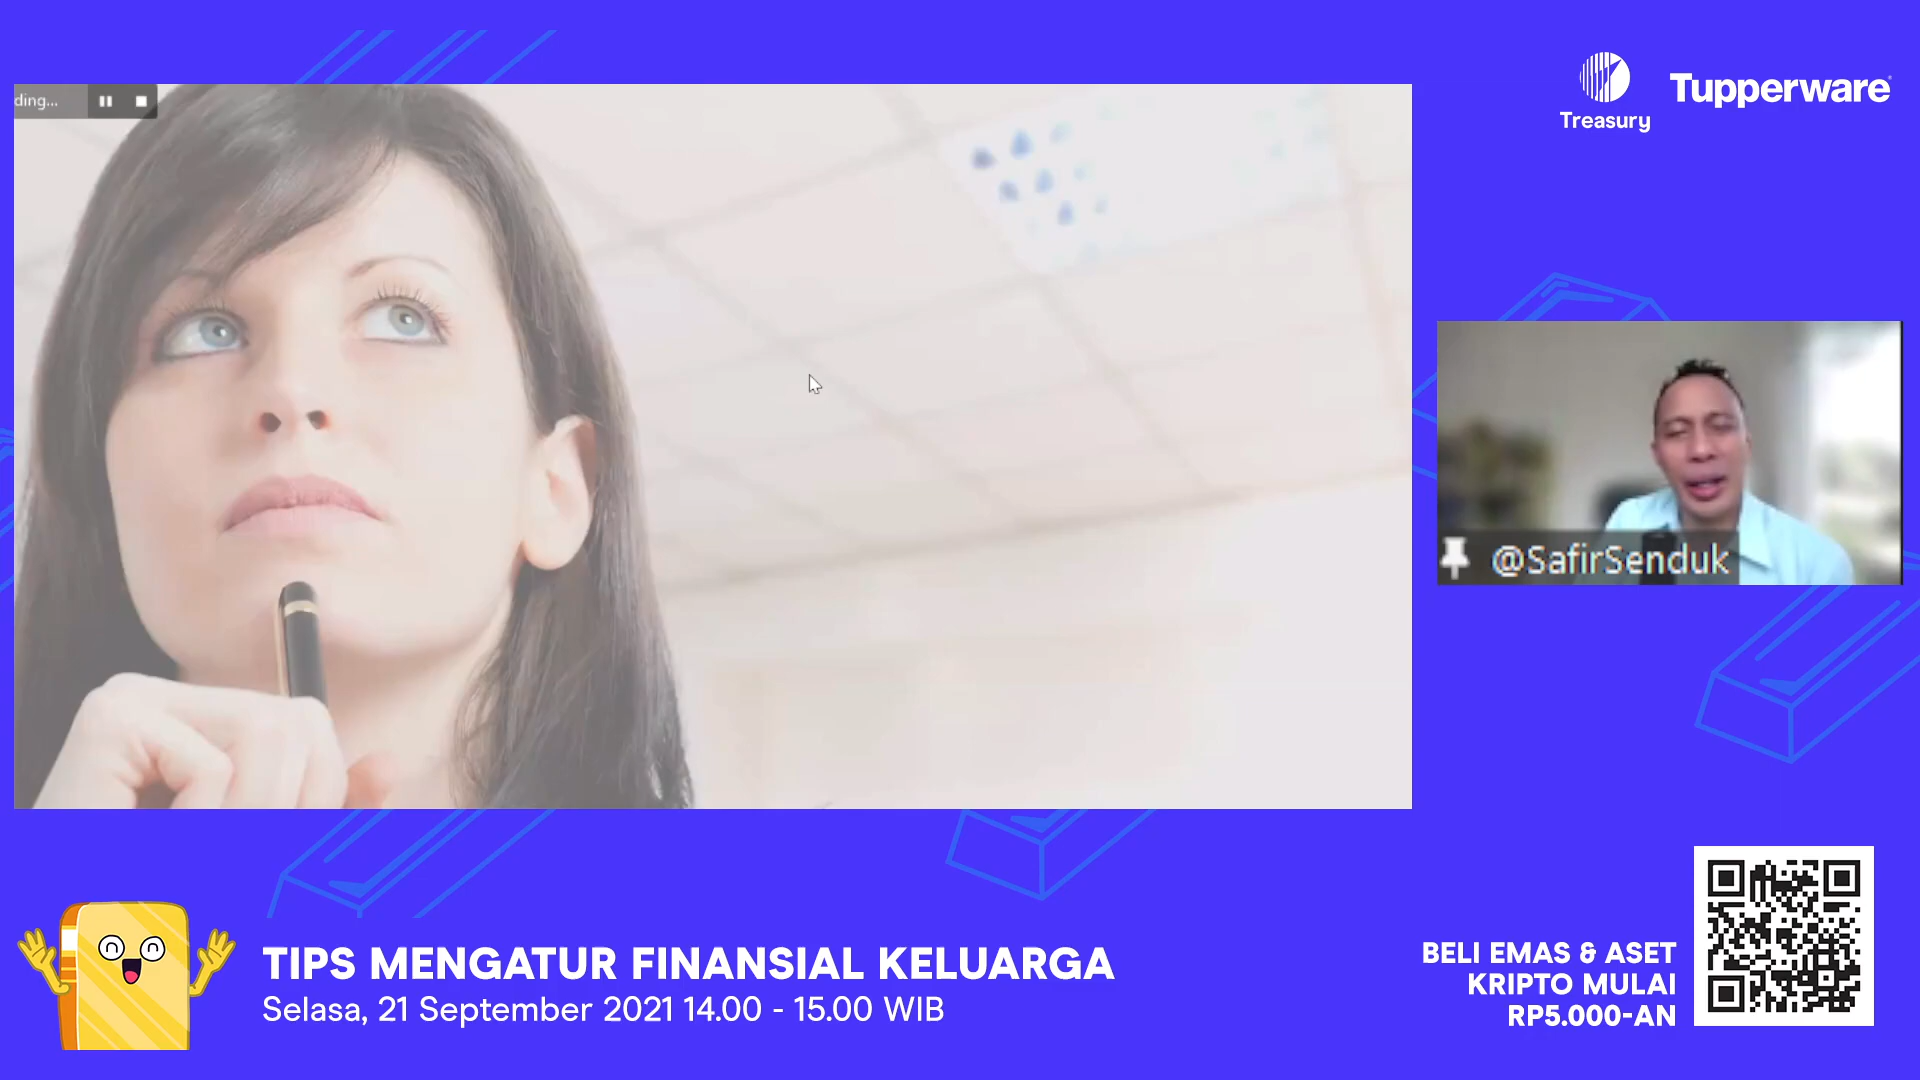 ding...
Treasury
Tupperware
@SafirSenduk
TIPS MENGATUR FINANSIAL KELUARGA
Selasa, 21 September 2021 14.00 - 15.00 WIB
BELI EMAS & ASET
KRIPTO MULAI
RP5.000-AN